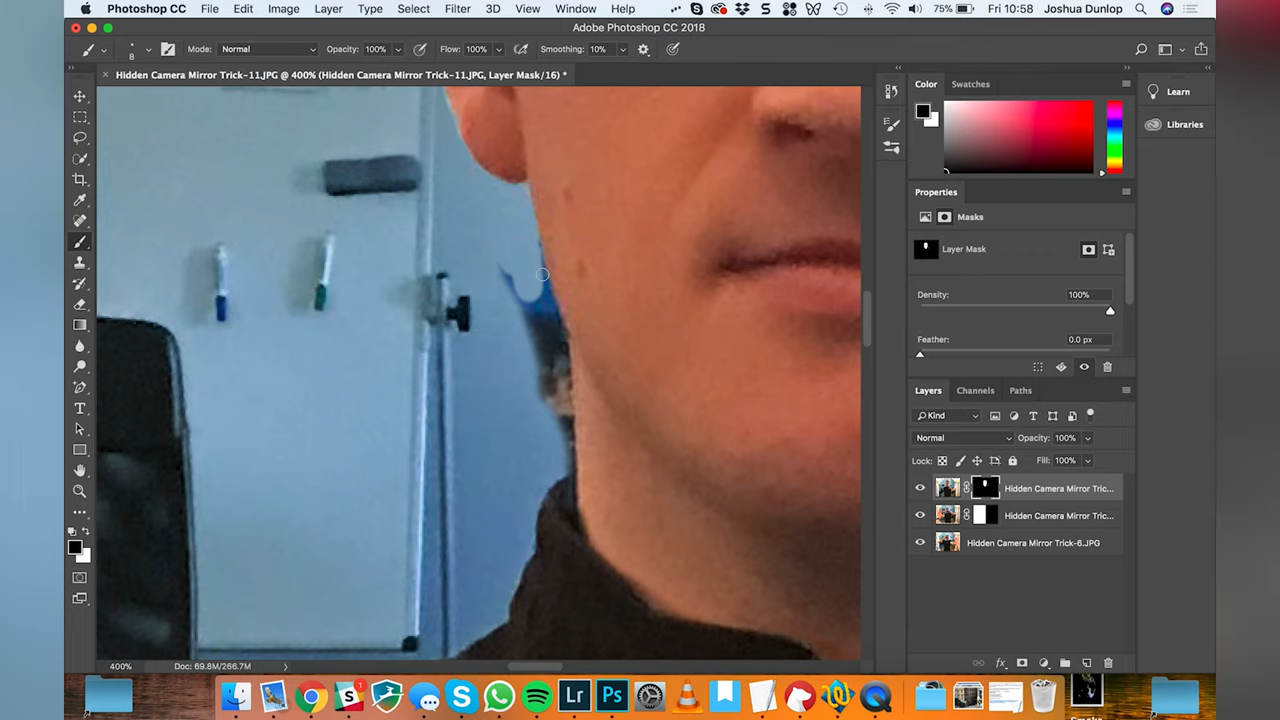 Photoshop CC File Edit Image Layer Type Select Filter 3D View Window Help 75% Fri 10:58 Joshua Dunlop
Adobe Photoshop CC 2018
8 Mode: Normal Opacity: 100% Flow: 100% Smoothing: 10%
Hidden Camera Mirror Trick-11.JPG @ 400% (Hidden Camera Mirror Trick-11.JPG, Layer Mask/16) *
Color Swatches
Learn
Libraries
Properties
Masks
Layer Mask
Density: 100%
Feather: 0.0 px
Layers Channels Paths
Kind
Normal Opacity: 100%
Lock: Fill: 100%
Hidden Camera Mirror Tric...
Hidden Camera Mirror Tric...
Hidden Camera Mirror Trick-6.JPG
400% Doc: 69.8M/266.7M
1
Lr Ps